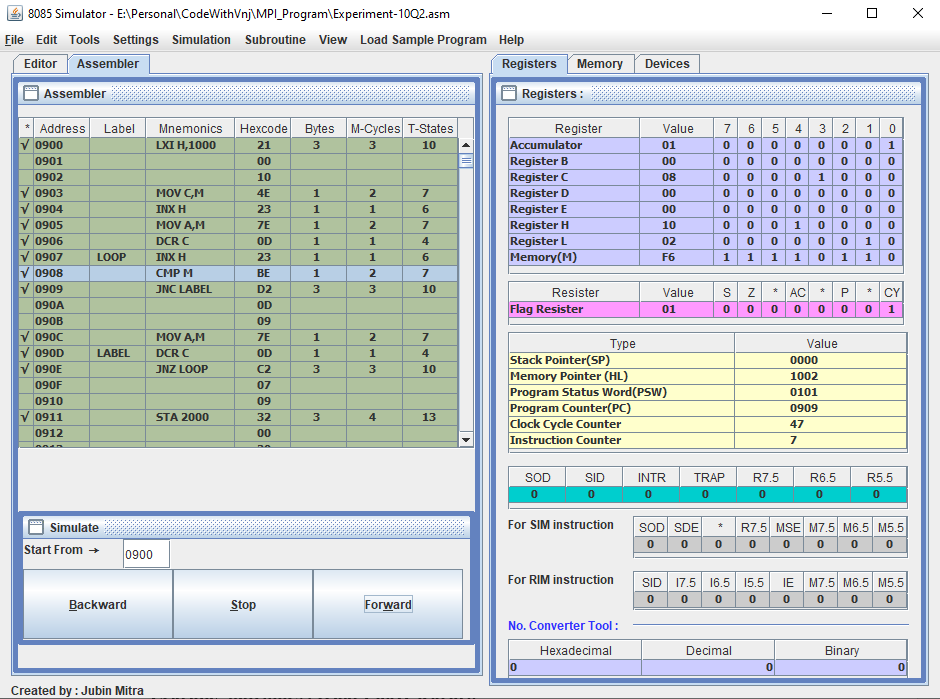 8085 Simulator - E:\Personal\CodeWithVnj\MPI_Program\Experiment-10Q2.asm
File Edit Tools Settings Simulation Subroutine View Load Sample Program Help
Editor Assembler
Assembler
* Address Label Mnemonics Hexcode Bytes M-Cycles T-States
√ 0900 LXI H,1000 21 3 3 10
0901 00
0902 10
√ 0903 MOV C,M 4E 1 2 7
√ 0904 INX H 23 1 1 6
√ 0905 MOV A,M 7E 1 2 7
√ 0906 DCR C 0D 1 1 4
√ 0907 LOOP INX H 23 1 1 6
√ 0908 CMP M BE 1 2 7
√ 0909 JNC LABEL D2 3 3 10
090A 0D
090B 09
√ 090C MOV A,M 7E 1 2 7
√ 090D LABEL DCR C 0D 1 1 4
√ 090E JNZ LOOP C2 3 3 10
090F 07
0910 09
√ 0911 STA 2000 32 3 4 13
0912 00
Simulate
Start From → 0900
Backward Stop Forward
Created by : Jubin Mitra
Registers Memory Devices
Registers :
Register Value 7 6 5 4 3 2 1 0
Accumulator 01 0 0 0 0 0 0 0 1
Register B 00 0 0 0 0 0 0 0 0
Register C 08 0 0 0 0 1 0 0 0
Register D 00 0 0 0 0 0 0 0 0
Register E 00 0 0 0 0 0 0 0 0
Register H 10 0 0 0 1 0 0 0 0
Register L 02 0 0 0 0 0 0 1 0
Memory(M) F6 1 1 1 1 0 1 1 0
Resister Value S Z * AC * P * CY
Flag Resister 01 0 0 0 0 0 0 0 1
Type Value
Stack Pointer(SP) 0000
Memory Pointer (HL) 1002
Program Status Word(PSW) 0101
Program Counter(PC) 0909
Clock Cycle Counter 47
Instruction Counter 7
SOD SID INTR TRAP R7.5 R6.5 R5.5
0 0 0 0 0 0 0
For SIM instruction
SOD SDE * R7.5 MSE M7.5 M6.5 M5.5
0 0 0 0 0 0 0 0
For RIM instruction
SID I7.5 I6.5 I5.5 IE M7.5 M6.5 M5.5
0 0 0 0 0 0 0 0
No. Converter Tool :
Hexadecimal Decimal Binary
0 0 0